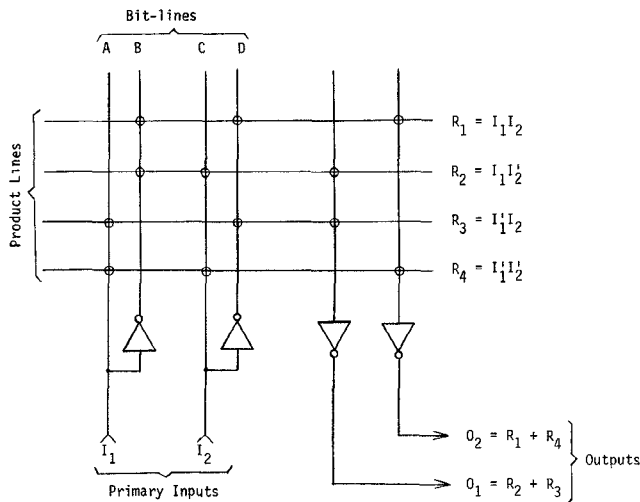 Bit-lines
A B C D
Product Lines
R₁ = I₁I₂
R₂ = I₁I₂'
R₃ = I₁'I₂
R₄ = I₁'I₂'
I₁ I₂
Primary Inputs
O₂ = R₁ + R₄
O₁ = R₂ + R₃
Outputs